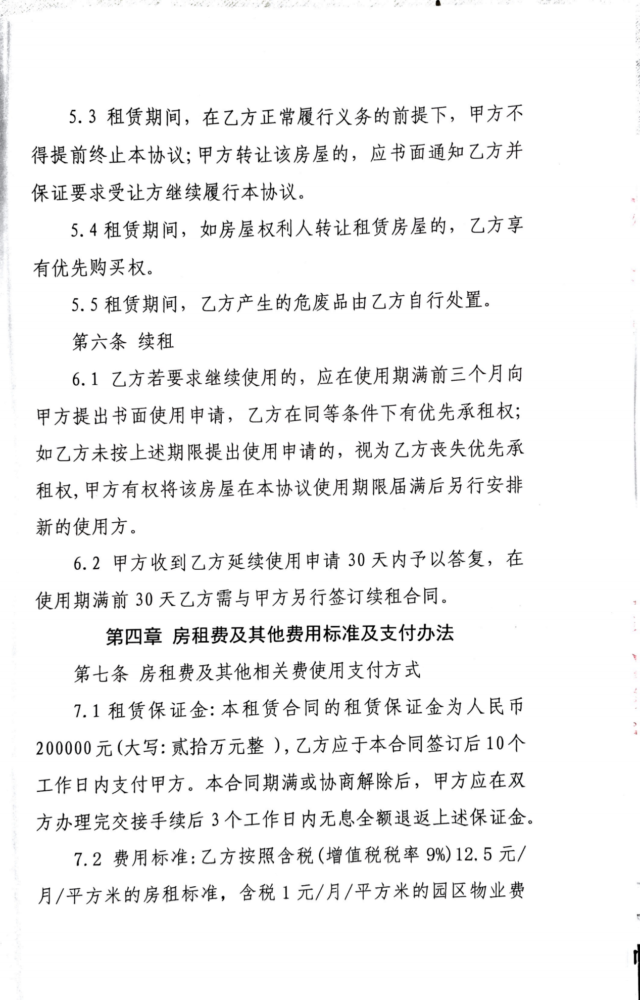 5.3 租赁期间，在乙方正常履行义务的前提下，甲方不
得提前终止本协议;甲方转让该房屋的，应书面通知乙方并
保证要求受让方继续履行本协议。
5.4 租赁期间，如房屋权利人转让租赁房屋的，乙方享
有优先购买权。
5.5 租赁期间，乙方产生的危废品由乙方自行处置。
第六条 续租
6.1 乙方若要求继续使用的，应在使用期满前三个月向
甲方提出书面使用申请，乙方在同等条件下有优先承租权;
如乙方未按上述期限提出使用申请的，视为乙方丧失优先承
租权,甲方有权将该房屋在本协议使用期限届满后另行安排
新的使用方。
6.2 甲方收到乙方延续使用申请 30 天内予以答复，在
使用期满前 30 天乙方需与甲方另行签订续租合同。
第四章 房租费及其他费用标准及支付办法
第七条 房租费及其他相关费使用支付方式
7.1 租赁保证金:本租赁合同的租赁保证金为人民币
200000 元(大写:贰拾万元整 ),乙方应于本合同签订后 10 个
工作日内支付甲方。本合同期满或协商解除后，甲方应在双
方办理完交接手续后 3 个工作日内无息全额退返上述保证金。
7.2 费用标准:乙方按照含税(增值税税率 9%)12.5 元/
月/平方米的房租标准，含税 1 元/月/平方米的园区物业费